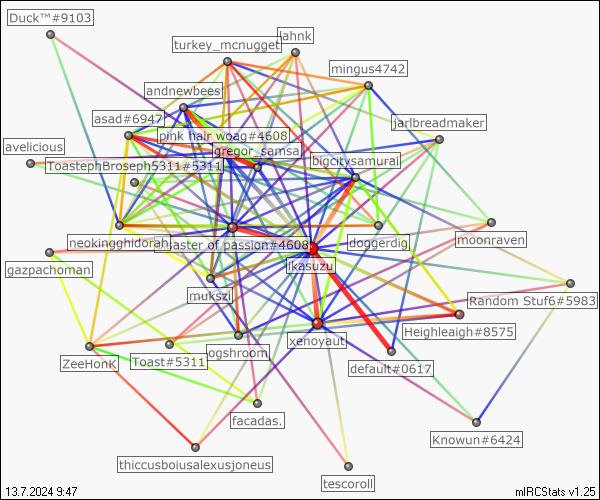 Duck™#9103
lahnk
turkey_mcnugget
mingus4742
andnewbees
asad#6947
jarlbreadmaker
pink hair woag#4608
avelicious
gregor_samsa
bigcitysamurai
ToastephBroseph5311#5311
neokingghidorah
aster of passion#4608
doggerdig
moonraven
gazpachoman
ikasuzu
mukszi
Random Stuf6#5983
Heighleaigh#8575
xenoyaut
ogshroom
ZeeHonk
Toast#5311
default#0617
facadas.
Knowun#6424
thiccusboiusalexusjoneus
tescoroll
13.7.2024 9:47
mIRCStats v1.25